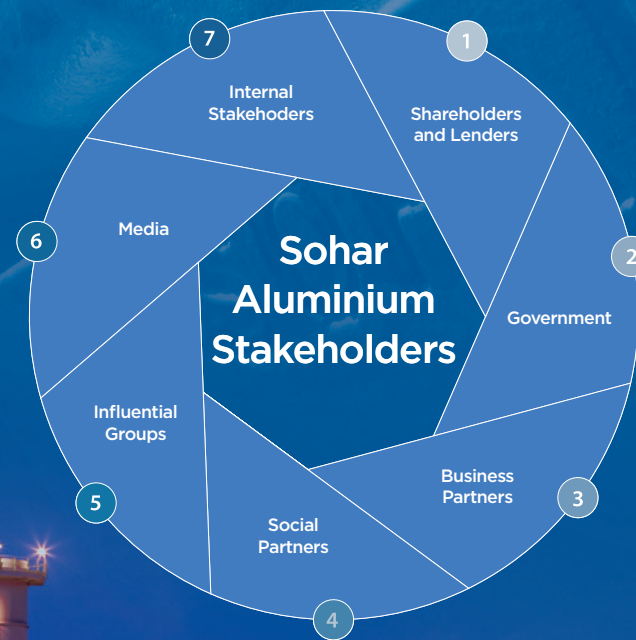 7
1
Internal
Stakehoders
Shareholders
and Lenders
6
Media
2
Sohar
Aluminium
Stakeholders
Government
Influential
Groups
Business
Partners
5
3
Social
Partners
4